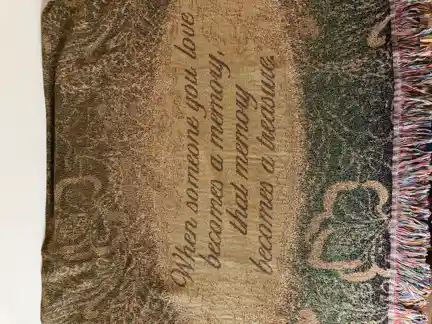 When someone you love
becomes a memory,
that memory
becomes a treasure.